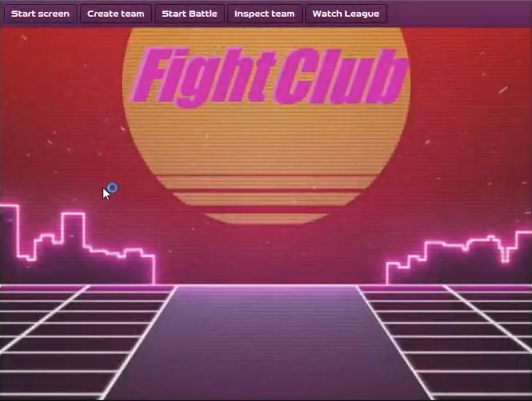 Start screen
Create team
Start Battle
Inspect team
Watch League
Fight Club